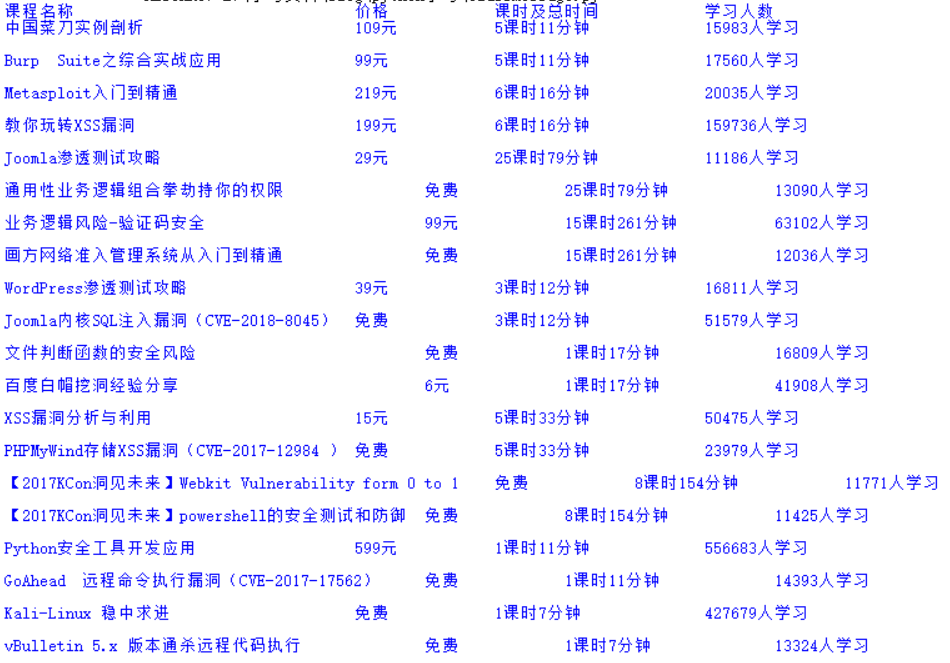 课程名称 价格 课时及总时间 学习人数
中国菜刀实例剖析 109元 5课时11分钟 15983人学习
Burp Suite之综合实战应用 99元 5课时11分钟 17560人学习
Metasploit入门到精通 219元 6课时16分钟 20035人学习
教你玩转XSS漏洞 199元 6课时16分钟 159736人学习
Joomla渗透测试攻略 29元 25课时79分钟 11186人学习
通用性业务逻辑组合拳劫持你的权限 免费 25课时79分钟 13090人学习
业务逻辑风险-验证码安全 99元 15课时261分钟 63102人学习
画方网络准入管理系统从入门到精通 免费 15课时261分钟 12036人学习
WordPress渗透测试攻略 39元 3课时12分钟 16811人学习
Joomla内核SQL注入漏洞（CVE-2018-8045） 免费 3课时12分钟 51579人学习
文件判断函数的安全风险 免费 1课时17分钟 16809人学习
百度白帽挖洞经验分享 6元 1课时17分钟 41908人学习
XSS漏洞分析与利用 15元 5课时33分钟 50475人学习
PHPMyWind存储XSS漏洞（CVE-2017-12984 ） 免费 5课时33分钟 23979人学习
【2017KCon洞见未来】Webkit Vulnerability form 0 to 1 免费 8课时154分钟 11771人学习
【2017KCon洞见未来】powershell的安全测试和防御 免费 8课时154分钟 11425人学习
Python安全工具开发应用 599元 1课时11分钟 556683人学习
GoAhead 远程命令执行漏洞（CVE-2017-17562） 免费 1课时11分钟 14393人学习
Kali-Linux 稳中求进 免费 1课时7分钟 427679人学习
vBulletin 5.x 版本通杀远程代码执行 免费 1课时7分钟 13324人学习